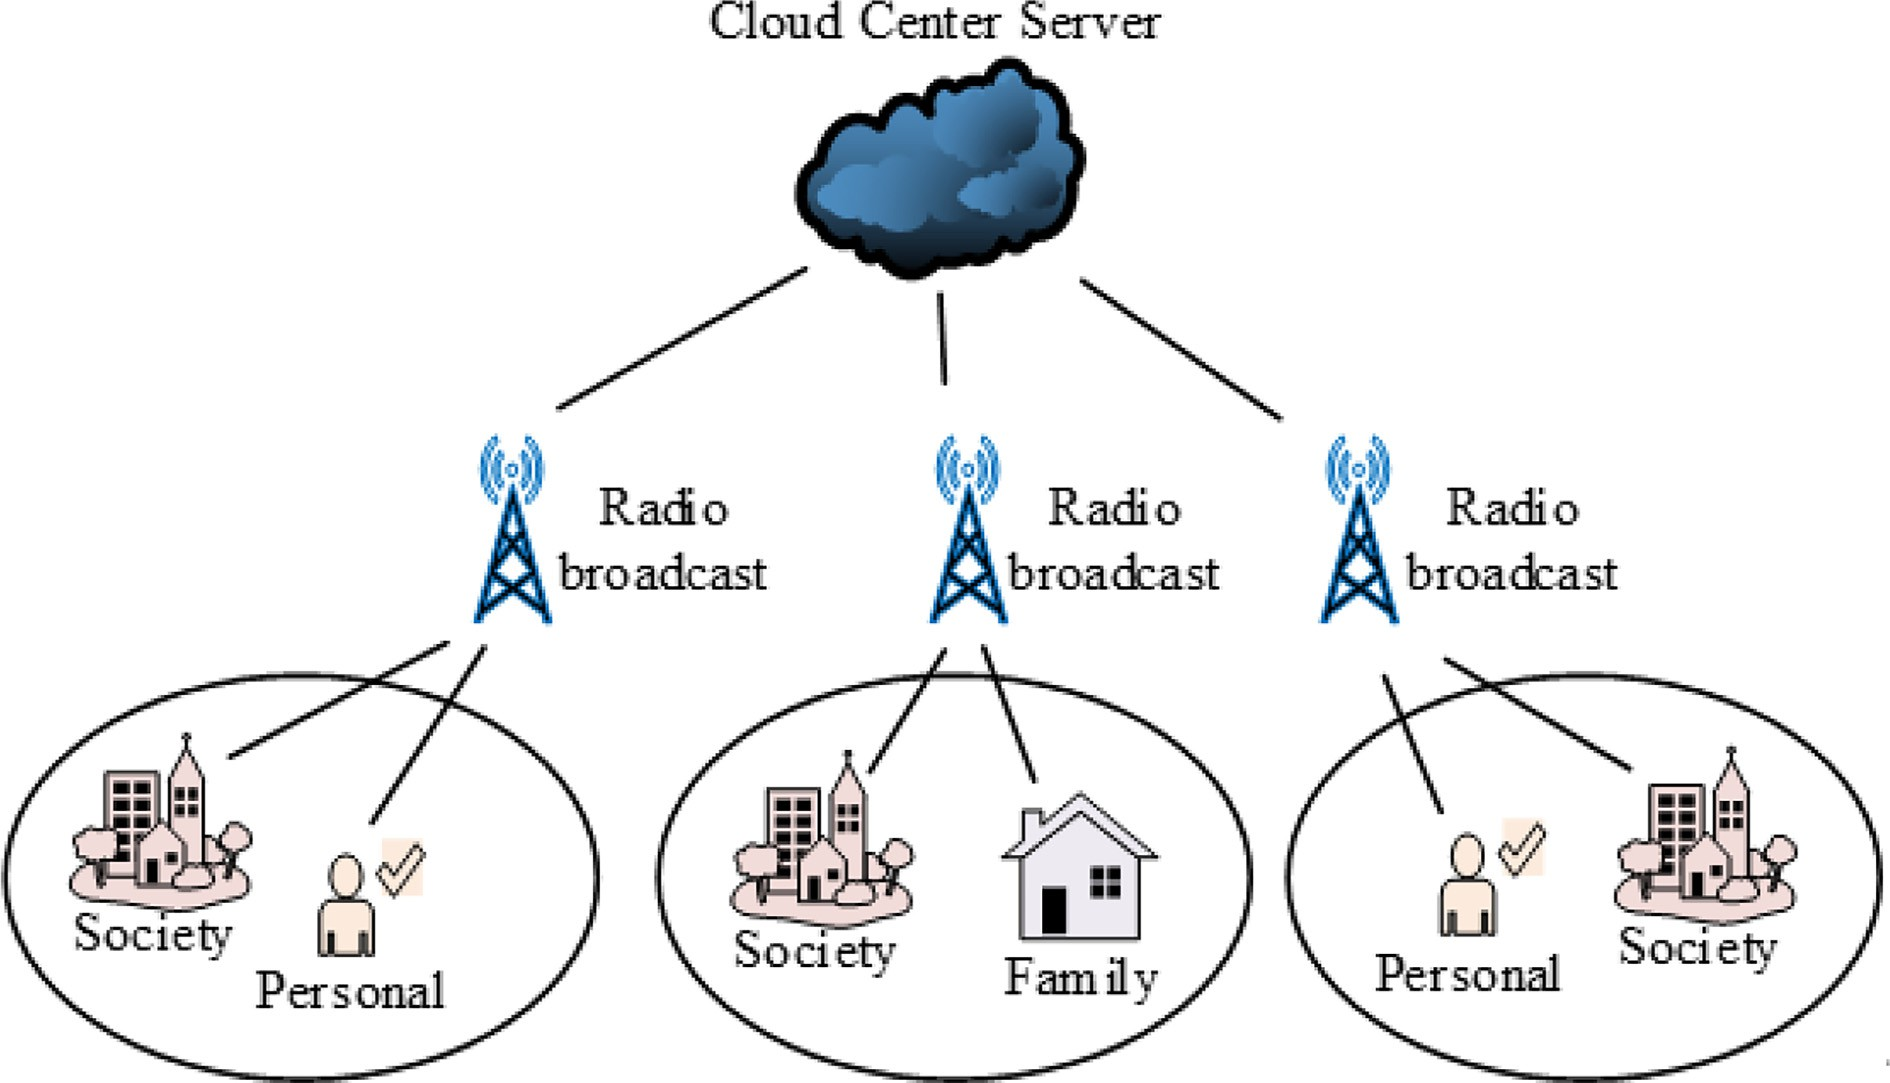 Cloud Center Server
Radio
broadcast
Radio
broadcast
Radio
broadcast
Society
Personal
Society
Family
Personal
Society